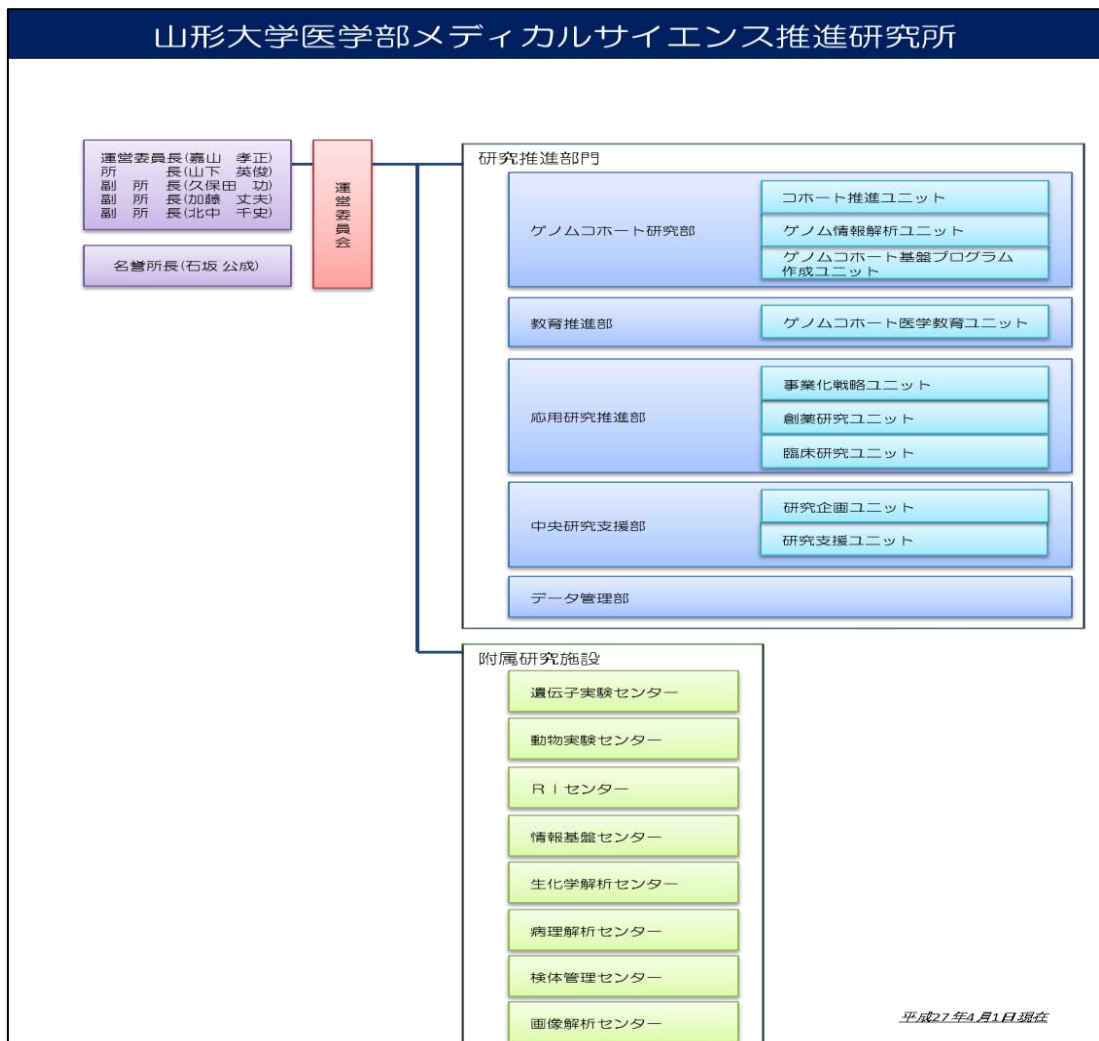 山形大学医学部メディカルサイエンス推進研究所
運営委員長(嘉山 孝正)
所 長(山下 英俊)
副 所 長(久保田 功)
副 所 長(加藤 丈夫)
副 所 長(北中 千史)
名誉所長(石坂 公成)
運営委員会
研究推進部門
ゲノムコホート研究部
コホート推進ユニット
ゲノム情報解析ユニット
ゲノムコホート基盤プログラム
作成ユニット
教育推進部
ゲノムコホート医学教育ユニット
応用研究推進部
事業化戦略ユニット
創薬研究ユニット
臨床研究ユニット
中央研究支援部
研究企画ユニット
研究支援ユニット
データ管理部
附属研究施設
遺伝子実験センター
動物実験センター
RIセンター
情報基盤センター
生化学解析センター
病理解析センター
検体管理センター
画像解析センター
平成27年4月1日現在